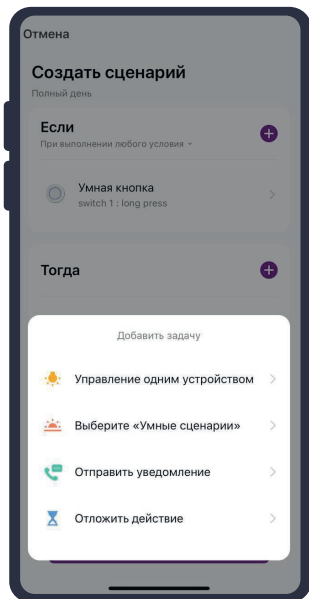 Отмена
Создать сценарий
Полный день
Если
При выполнении любого условия
Умная кнопка
switch 1 : long press
Тогда
Добавить задачу
Управление одним устройством
Выберите «Умные сценарии»
Отправить уведомление
Отложить действие